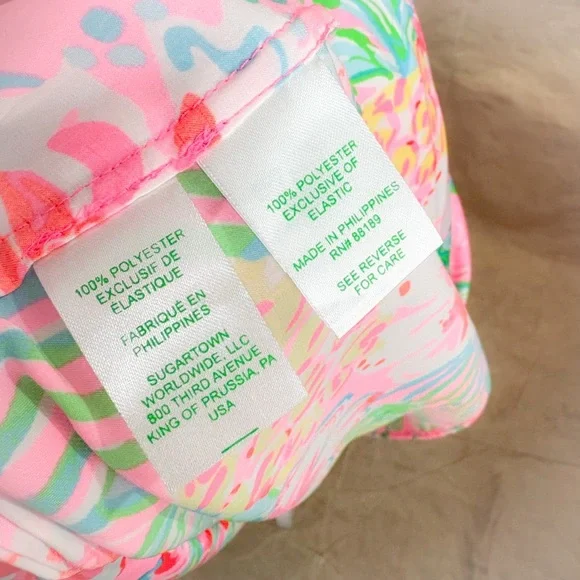 100% POLYESTER
EXCLUSIF DE
ÉLASTIQUE
FABRIQUÉ EN
PHILIPPINES
SUGARTOWN
WORLDWIDE, LLC
800 THIRD AVENUE
KING OF PRUSSIA, PA
USA
100% POLYESTER
EXCLUSIVE OF
ELASTIC
MADE IN PHILIPPINES
RN# 88189
SEE REVERSE
FOR CARE